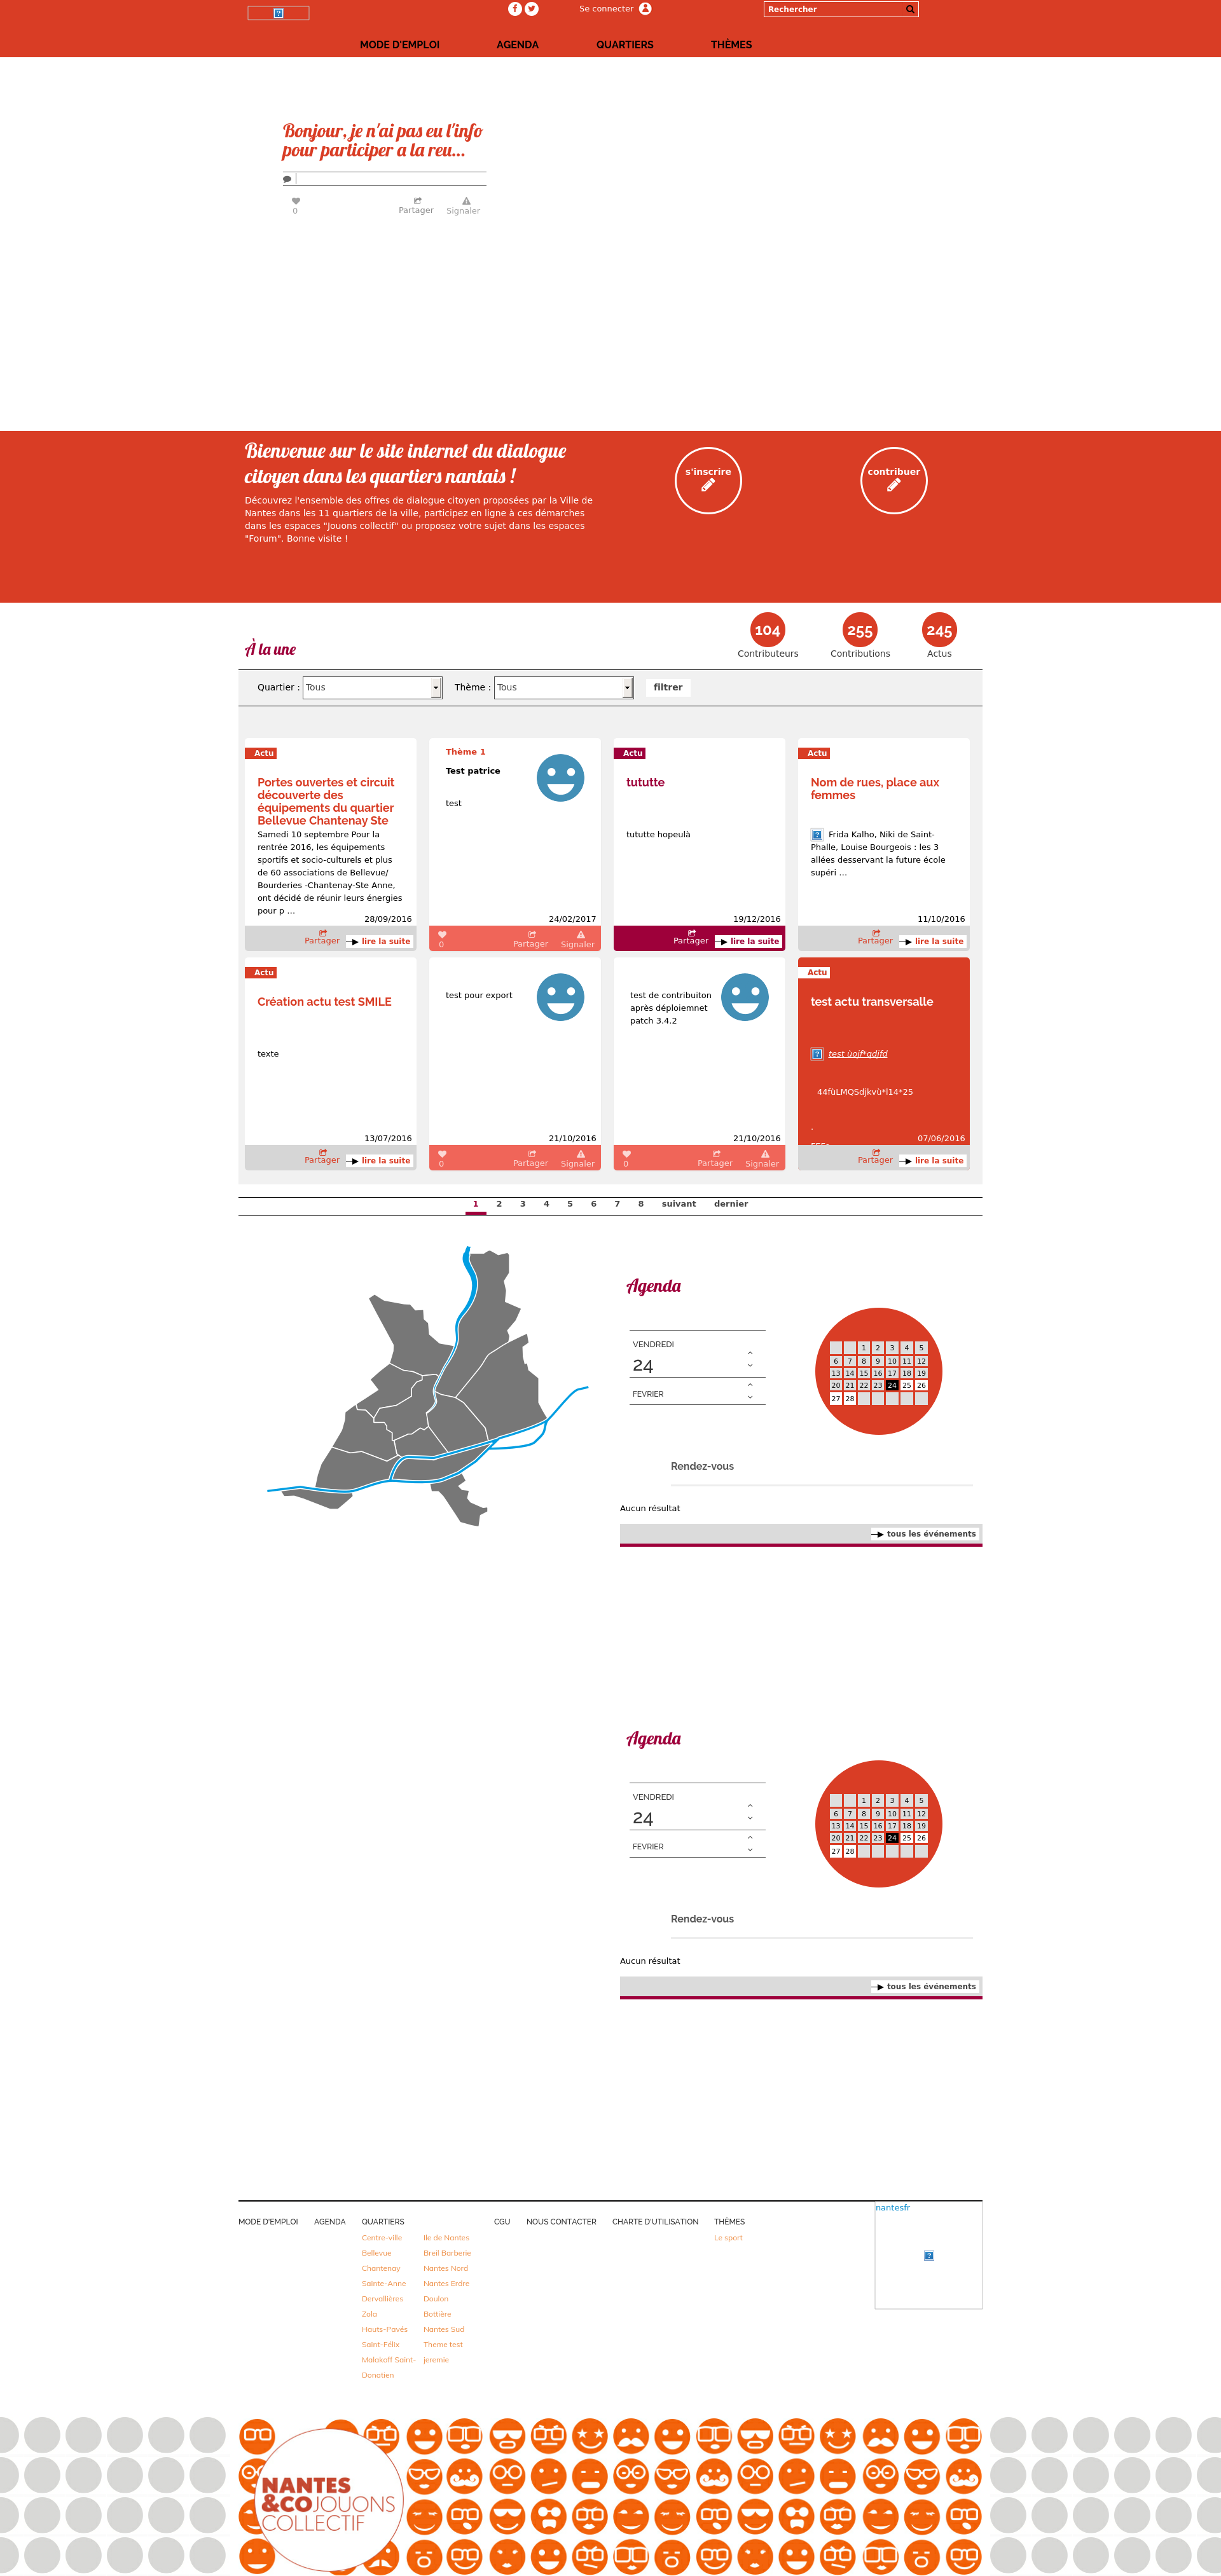 Se connecter
Rechercher
MODE D'EMPLOI
AGENDA
QUARTIERS
THÈMES
Bonjour, je n'ai pas eu l'info
pour participer a la reu...
0
Partager
Signaler
Bienvenue sur le site internet du dialogue
citoyen dans les quartiers nantais !
Découvrez l'ensemble des offres de dialogue citoyen proposées par la Ville de
Nantes dans les 11 quartiers de la ville, participez en ligne à ces démarches
dans les espaces "Jouons collectif" ou proposez votre sujet dans les espaces
"Forum". Bonne visite !
s'inscrire
contribuer
À la une
104
Contributeurs
255
Contributions
245
Actus
Quartier :
Tous
Thème :
Tous
filtrer
Actu
Portes ouvertes et circuit
découverte des
équipements du quartier
Bellevue Chantenay Ste
Samedi 10 septembre Pour la
rentrée 2016, les équipements
sportifs et socio-culturels et plus
de 60 associations de Bellevue/
Bourderies -Chantenay-Ste Anne,
ont décidé de réunir leurs énergies
pour p ...
28/09/2016
Partager
lire la suite
Thème 1
Test patrice
test
24/02/2017
0
Partager
Signaler
Actu
tututte
tututte hopeulà
19/12/2016
Partager
lire la suite
Actu
Nom de rues, place aux
femmes
Frida Kalho, Niki de Saint-
Phalle, Louise Bourgeois : les 3
allées desservant la future école
supéri ...
11/10/2016
Partager
lire la suite
Actu
Création actu test SMILE
texte
13/07/2016
Partager
lire la suite
test pour export
21/10/2016
0
Partager
Signaler
test de contribuiton
après déploiemnet
patch 3.4.2
21/10/2016
0
Partager
Signaler
Actu
test actu transversalle
test ùojf*qdjfd
44fùLMQSdjkvù*l14*25
.
07/06/2016
Partager
lire la suite
1 2 3 4 5 6 7 8 suivant dernier
Agenda
VENDREDI
24
FEVRIER
1 2 3 4 5
6 7 8 9 10 11 12
13 14 15 16 17 18 19
20 21 22 23 24 25 26
27 28
Rendez-vous
Aucun résultat
tous les événements
Agenda
VENDREDI
24
FEVRIER
1 2 3 4 5
6 7 8 9 10 11 12
13 14 15 16 17 18 19
20 21 22 23 24 25 26
27 28
Rendez-vous
Aucun résultat
tous les événements
MODE D'EMPLOI
AGENDA
QUARTIERS
Centre-ville
Bellevue
Chantenay
Sainte-Anne
Dervallières
Zola
Hauts-Pavés
Saint-Félix
Malakoff Saint-
Donatien
Ile de Nantes
Breil Barberie
Nantes Nord
Nantes Erdre
Doulon
Bottière
Nantes Sud
Theme test
jeremie
CGU
NOUS CONTACTER
CHARTE D'UTILISATION
THÈMES
Le sport
nantesfr
NANTES
&CO JOUONS
COLLECTIF